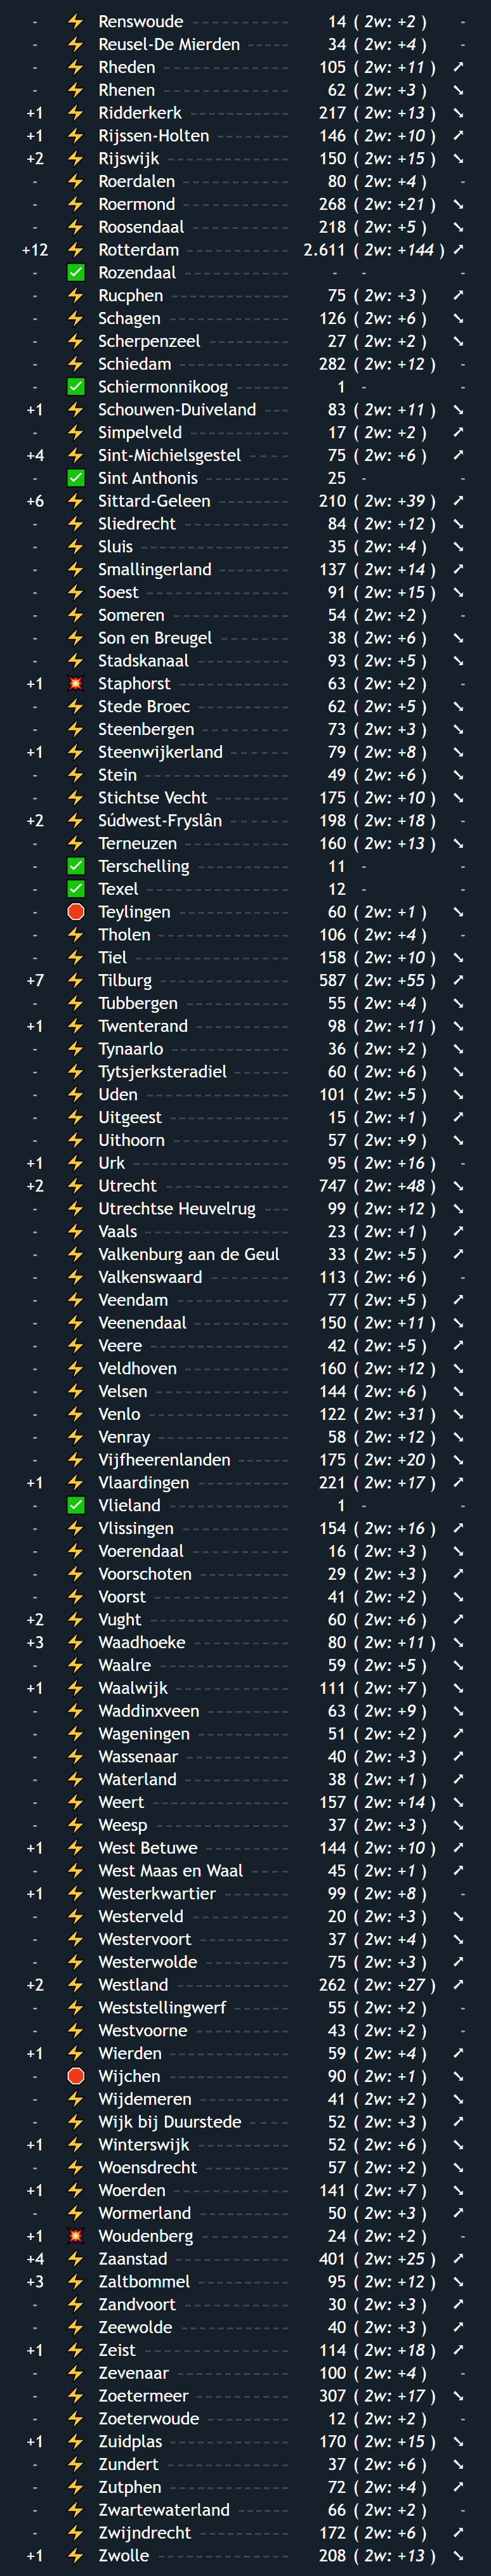 - ⚡ Renswoude 14 ( 2w: +2 ) -
- ⚡ Reusel-De Mierden 34 ( 2w: +4 ) -
- ⚡ Rheden 105 ( 2w: +11 ) ➚
- ⚡ Rhenen 62 ( 2w: +3 ) ➘
+1 ⚡ Ridderkerk 217 ( 2w: +13 ) ➘
+1 ⚡ Rijssen-Holten 146 ( 2w: +10 ) ➚
+2 ⚡ Rijswijk 150 ( 2w: +15 ) ➘
- ⚡ Roerdalen 80 ( 2w: +4 ) -
- ⚡ Roermond 268 ( 2w: +21 ) ➘
- ⚡ Roosendaal 218 ( 2w: +5 ) ➘
+12 ⚡ Rotterdam 2.611 ( 2w: +144 ) ➚
- ✅ Rozendaal - - -
- ⚡ Rucphen 75 ( 2w: +3 ) ➚
- ⚡ Schagen 126 ( 2w: +6 ) ➘
- ⚡ Scherpenzeel 27 ( 2w: +2 ) ➘
- ⚡ Schiedam 282 ( 2w: +12 ) -
- ✅ Schiermonnikoog 1 - -
+1 ⚡ Schouwen-Duiveland 83 ( 2w: +11 ) ➘
- ⚡ Simpelveld 17 ( 2w: +2 ) ➚
+4 ⚡ Sint-Michielsgestel 75 ( 2w: +6 ) ➚
- ✅ Sint Anthonis 25 - -
+6 ⚡ Sittard-Geleen 210 ( 2w: +39 ) ➚
- ⚡ Sliedrecht 84 ( 2w: +12 ) ➘
- ⚡ Sluis 35 ( 2w: +4 ) ➘
- ⚡ Smallingerland 137 ( 2w: +14 ) ➚
- ⚡ Soest 91 ( 2w: +15 ) ➘
- ⚡ Someren 54 ( 2w: +2 ) -
- ⚡ Son en Breugel 38 ( 2w: +6 ) ➘
- ⚡ Stadskanaal 93 ( 2w: +5 ) ➘
+1 💥 Staphorst 63 ( 2w: +2 ) -
- ⚡ Stede Broec 62 ( 2w: +5 ) ➘
- ⚡ Steenbergen 73 ( 2w: +3 ) ➘
+1 ⚡ Steenwijkerland 79 ( 2w: +8 ) ➘
- ⚡ Stein 49 ( 2w: +6 ) ➘
- ⚡ Stichtse Vecht 175 ( 2w: +10 ) ➘
+2 ⚡ Súdwest-Fryslân 198 ( 2w: +18 ) -
- ⚡ Terneuzen 160 ( 2w: +13 ) ➘
- ✅ Terschelling 11 - -
- ✅ Texel 12 - -
- 🛑 Teylingen 60 ( 2w: +1 ) ➘
- ⚡ Tholen 106 ( 2w: +4 ) -
- ⚡ Tiel 158 ( 2w: +10 ) ➘
+7 ⚡ Tilburg 587 ( 2w: +55 ) ➚
- ⚡ Tubbergen 55 ( 2w: +4 ) ➘
+1 ⚡ Twenterand 98 ( 2w: +11 ) ➘
- ⚡ Tynaarlo 36 ( 2w: +2 ) ➘
- ⚡ Tytsjerksteradiel 60 ( 2w: +6 ) ➘
- ⚡ Uden 101 ( 2w: +5 ) ➘
- ⚡ Uitgeest 15 ( 2w: +1 ) ➚
- ⚡ Uithoorn 57 ( 2w: +9 ) ➘
+1 ⚡ Urk 95 ( 2w: +16 ) -
+2 ⚡ Utrecht 747 ( 2w: +48 ) ➘
- ⚡ Utrechtse Heuvelrug 99 ( 2w: +12 ) ➘
- ⚡ Vaals 23 ( 2w: +1 ) ➚
- ⚡ Valkenburg aan de Geul 33 ( 2w: +5 ) ➚
- ⚡ Valkenswaard 113 ( 2w: +6 ) -
- ⚡ Veendam 77 ( 2w: +5 ) ➚
- ⚡ Veenendaal 150 ( 2w: +11 ) ➘
- ⚡ Veere 42 ( 2w: +5 ) ➚
- ⚡ Veldhoven 160 ( 2w: +12 ) ➘
- ⚡ Velsen 144 ( 2w: +6 ) ➘
- ⚡ Venlo 122 ( 2w: +31 ) ➘
- ⚡ Venray 58 ( 2w: +12 ) ➘
- ⚡ Vijfheerenlanden 175 ( 2w: +20 ) ➘
+1 ⚡ Vlaardingen 221 ( 2w: +17 ) ➚
- ✅ Vlieland 1 - -
- ⚡ Vlissingen 154 ( 2w: +16 ) ➚
- ⚡ Voerendaal 16 ( 2w: +3 ) ➘
- ⚡ Voorschoten 29 ( 2w: +3 ) ➚
- ⚡ Voorst 41 ( 2w: +2 ) ➘
+2 ⚡ Vught 60 ( 2w: +6 ) ➚
+3 ⚡ Waadhoeke 80 ( 2w: +11 ) ➘
- ⚡ Waalre 59 ( 2w: +5 ) ➘
+1 ⚡ Waalwijk 111 ( 2w: +7 ) ➘
- ⚡ Waddinxveen 63 ( 2w: +9 ) ➘
- ⚡ Wageningen 51 ( 2w: +2 ) ➚
- ⚡ Wassenaar 40 ( 2w: +3 ) ➚
- ⚡ Waterland 38 ( 2w: +1 ) ➚
- ⚡ Weert 157 ( 2w: +14 ) ➘
- ⚡ Weesp 37 ( 2w: +3 ) ➘
+1 ⚡ West Betuwe 144 ( 2w: +10 ) ➚
- ⚡ West Maas en Waal 45 ( 2w: +1 ) ➚
+1 ⚡ Westerkwartier 99 ( 2w: +8 ) -
- ⚡ Westerveld 20 ( 2w: +3 ) ➘
- ⚡ Westervoort 37 ( 2w: +4 ) ➘
- ⚡ Westerwolde 75 ( 2w: +3 ) ➚
+2 ⚡ Westland 262 ( 2w: +27 ) ➚
- ⚡ Weststellingwerf 55 ( 2w: +2 ) -
- ⚡ Westvoorne 43 ( 2w: +2 ) -
+1 ⚡ Wierden 59 ( 2w: +4 ) ➚
- 🛑 Wijchen 90 ( 2w: +1 ) ➘
- ⚡ Wijdemeren 41 ( 2w: +2 ) ➘
- ⚡ Wijk bij Duurstede 52 ( 2w: +3 ) ➚
+1 ⚡ Winterswijk 52 ( 2w: +6 ) ➘
- ⚡ Woensdrecht 57 ( 2w: +2 ) ➘
+1 ⚡ Woerden 141 ( 2w: +7 ) ➘
- ⚡ Wormerland 50 ( 2w: +3 ) ➚
+1 💥 Woudenberg 24 ( 2w: +2 ) -
+4 ⚡ Zaanstad 401 ( 2w: +25 ) ➚
+3 ⚡ Zaltbommel 95 ( 2w: +12 ) ➘
- ⚡ Zandvoort 30 ( 2w: +3 ) ➚
- ⚡ Zeewolde 40 ( 2w: +3 ) ➚
+1 ⚡ Zeist 114 ( 2w: +18 ) ➚
- ⚡ Zevenaar 100 ( 2w: +4 ) -
- ⚡ Zoetermeer 307 ( 2w: +17 ) ➘
- ⚡ Zoeterwoude 12 ( 2w: +2 ) -
+1 ⚡ Zuidplas 170 ( 2w: +15 ) ➘
- ⚡ Zundert 37 ( 2w: +6 ) ➘
- ⚡ Zutphen 72 ( 2w: +4 ) ➚
- ⚡ Zwartewaterland 66 ( 2w: +2 ) -
- ⚡ Zwijndrecht 172 ( 2w: +6 ) ➚
+1 ⚡ Zwolle 208 ( 2w: +13 ) ➘